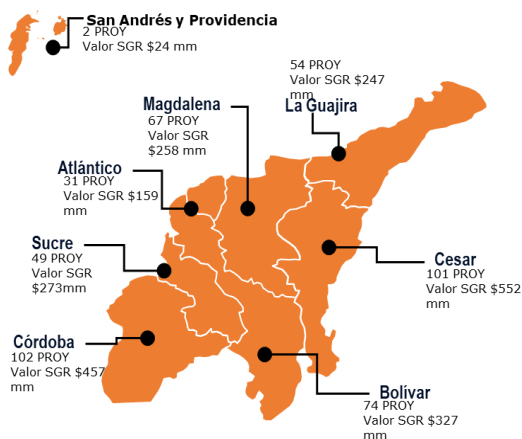 San Andrés y Providencia
2 PROY
Valor SGR $24 mm
54 PROY
Valor SGR $247
mm
La Guajira
Magdalena
67 PROY
Valor SGR
$258 mm
Atlántico
31 PROY
Valor SGR $159
mm
Sucre
49 PROY
Valor SGR
$273mm
Cesar
101 PROY
Valor SGR $552
mm
Córdoba
102 PROY
Valor SGR $457
mm
Bolívar
74 PROY
Valor SGR $327
mm